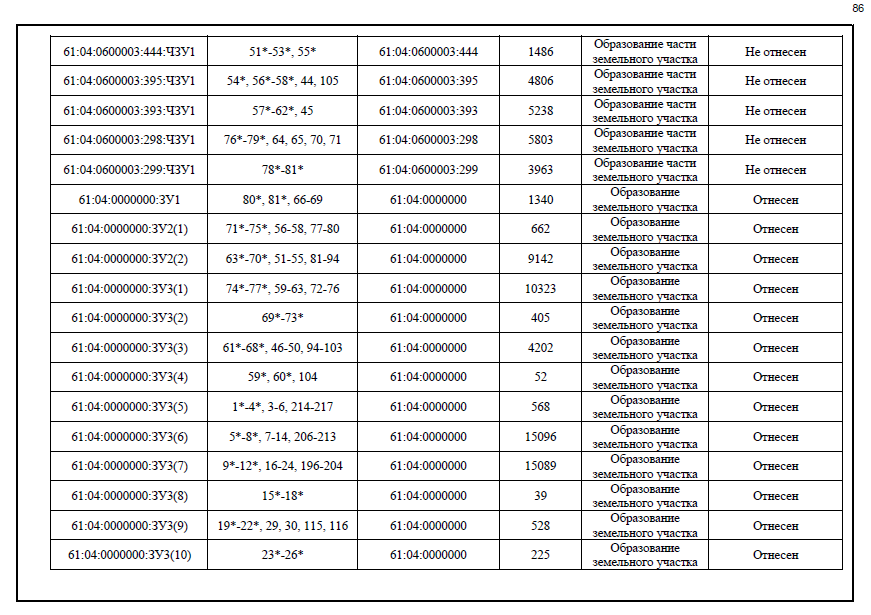 86
61:04:0600003:444:ЧЗУ1 51*-53*, 55* 61:04:0600003:444 1486 Образование части земельного участка Не отнесен
61:04:0600003:395:ЧЗУ1 54*, 56*-58*, 44, 105 61:04:0600003:395 4806 Образование части земельного участка Не отнесен
61:04:0600003:393:ЧЗУ1 57*-62*, 45 61:04:0600003:393 5238 Образование части земельного участка Не отнесен
61:04:0600003:298:ЧЗУ1 76*-79*, 64, 65, 70, 71 61:04:0600003:298 5803 Образование части земельного участка Не отнесен
61:04:0600003:299:ЧЗУ1 78*-81* 61:04:0600003:299 3963 Образование части земельного участка Не отнесен
61:04:0000000:ЗУ1 80*, 81*, 66-69 61:04:0000000 1340 Образование земельного участка Отнесен
61:04:0000000:ЗУ2(1) 71*-75*, 56-58, 77-80 61:04:0000000 662 Образование земельного участка Отнесен
61:04:0000000:ЗУ2(2) 63*-70*, 51-55, 81-94 61:04:0000000 9142 Образование земельного участка Отнесен
61:04:0000000:ЗУ3(1) 74*-77*, 59-63, 72-76 61:04:0000000 10323 Образование земельного участка Отнесен
61:04:0000000:ЗУ3(2) 69*-73* 61:04:0000000 405 Образование земельного участка Отнесен
61:04:0000000:ЗУ3(3) 61*-68*, 46-50, 94-103 61:04:0000000 4202 Образование земельного участка Отнесен
61:04:0000000:ЗУ3(4) 59*, 60*, 104 61:04:0000000 52 Образование земельного участка Отнесен
61:04:0000000:ЗУ3(5) 1*-4*, 3-6, 214-217 61:04:0000000 568 Образование земельного участка Отнесен
61:04:0000000:ЗУ3(6) 5*-8*, 7-14, 206-213 61:04:0000000 15096 Образование земельного участка Отнесен
61:04:0000000:ЗУ3(7) 9*-12*, 16-24, 196-204 61:04:0000000 15089 Образование земельного участка Отнесен
61:04:0000000:ЗУ3(8) 15*-18* 61:04:0000000 39 Образование земельного участка Отнесен
61:04:0000000:ЗУ3(9) 19*-22*, 29, 30, 115, 116 61:04:0000000 528 Образование земельного участка Отнесен
61:04:0000000:ЗУ3(10) 23*-26* 61:04:0000000 225 Образование земельного участка Отнесен